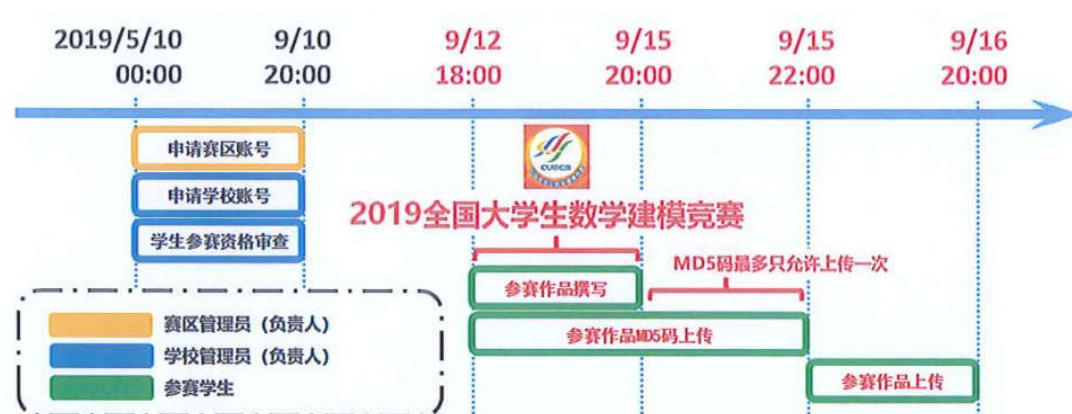 2019/5/10 9/10 9/12 9/15 9/15 9/16
00:00 20:00 18:00 20:00 22:00 20:00
申请赛区账号
CUMCM
申请学校账号
2019全国大学生数学建模竞赛
学生参赛资格审查
MD5码最多只允许上传一次
参赛作品撰写
赛区管理员（负责人）
参赛作品MD5码上传
学校管理员（负责人）
参赛学生
参赛作品上传